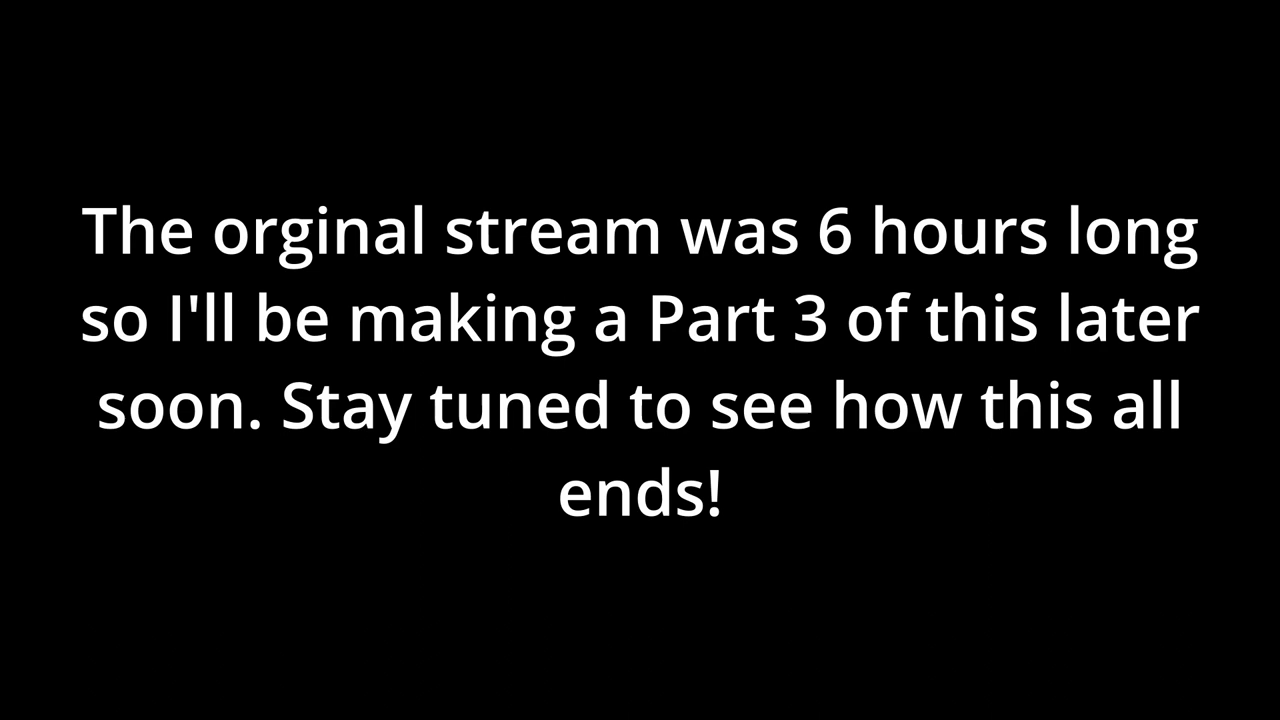 The orginal stream was 6 hours long
so I'll be making a Part 3 of this later
soon. Stay tuned to see how this all
ends!